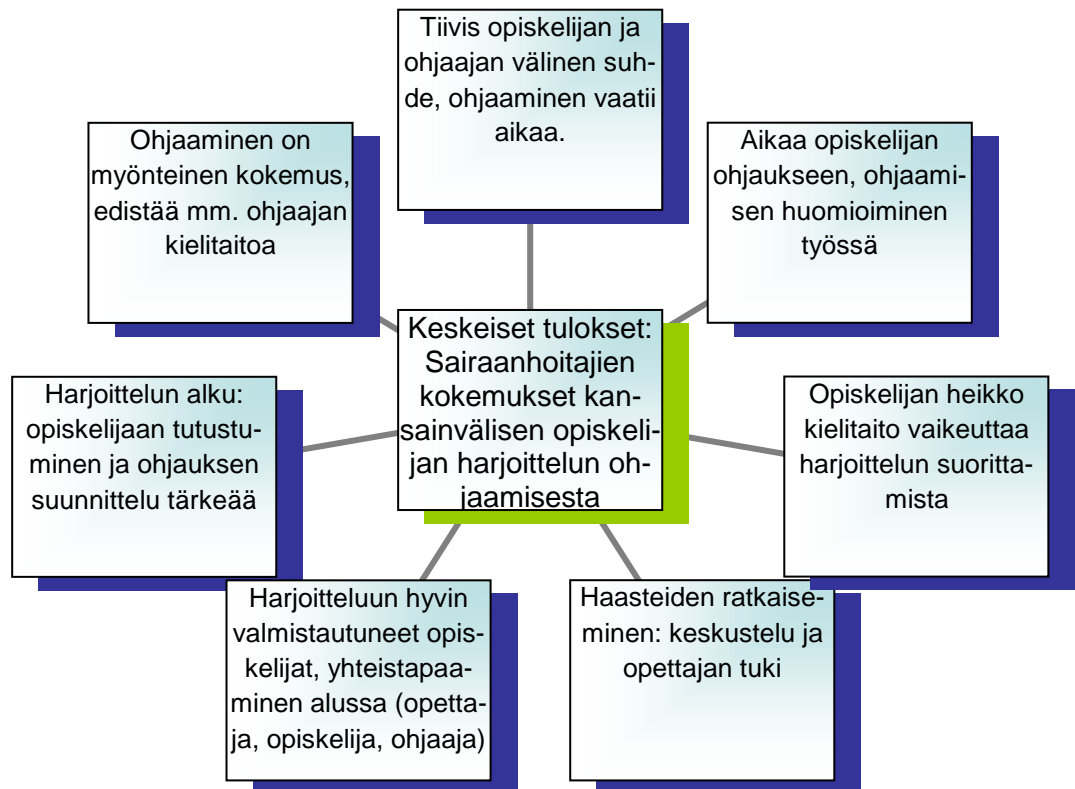 Tiivis opiskelijan ja
ohjaajan välinen suh-
de, ohjaaminen vaatii
aikaa.
Ohjaaminen on
myönteinen kokemus,
edistää mm. ohjaajan
kielitaitoa
Aikaa opiskelijan
ohjaukseen, ohjaami-
sen huomioiminen
työssä
Keskeiset tulokset:
Sairaanhoitajien
kokemukset kan-
sainvälisen opiskeli-
jan harjoittelun oh-
jaamisesta
Harjoittelun alku:
opiskelijaan tutustu-
minen ja ohjauksen
suunnittelu tärkeää
Opiskelijan heikko
kielitaito vaikeuttaa
harjoittelun suoritta-
mista
Harjoitteluun hyvin
valmistautuneet opis-
kelijat, yhteistapaa-
minen alussa (opetta-
ja, opiskelija, ohjaaja)
Haasteiden ratkaise-
minen: keskustelu ja
opettajan tuki